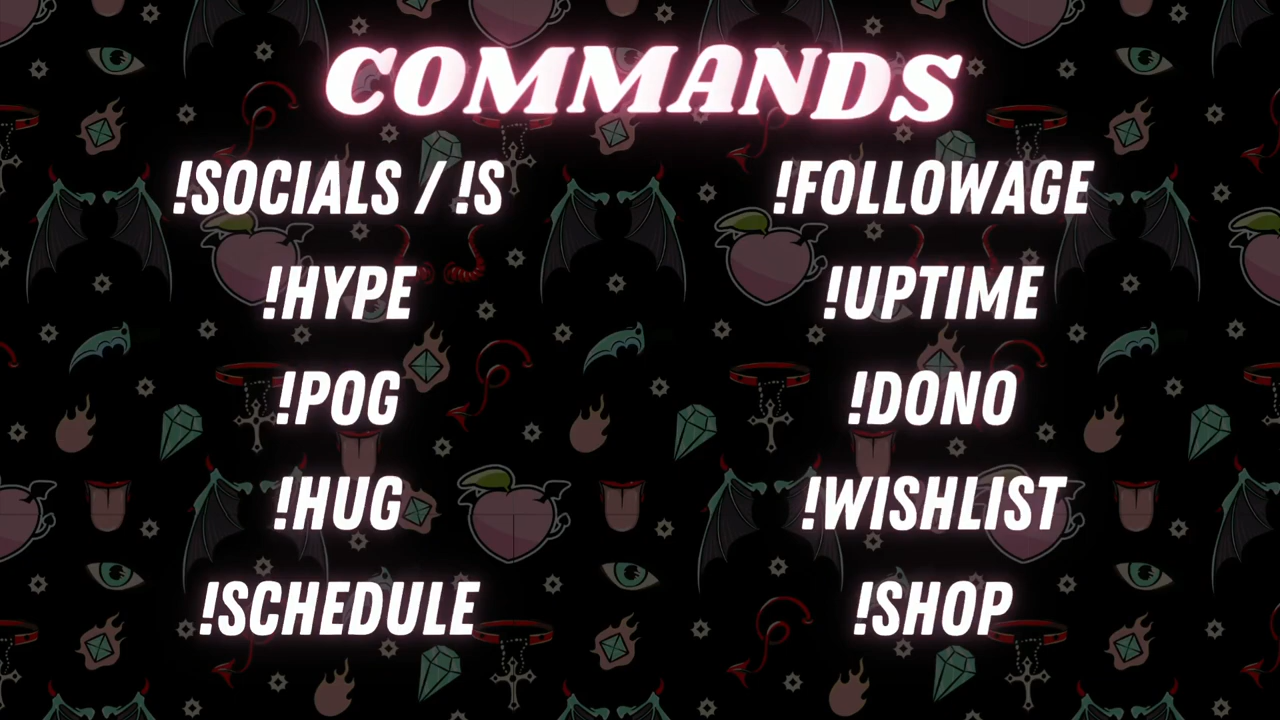 COMMANDS
!SOCIALS / !S
!HYPE
!POG
!HUG
!SCHEDULE
!FOLLOWAGE
!UPTIME
!DONO
!WISHLIST
!SHOP